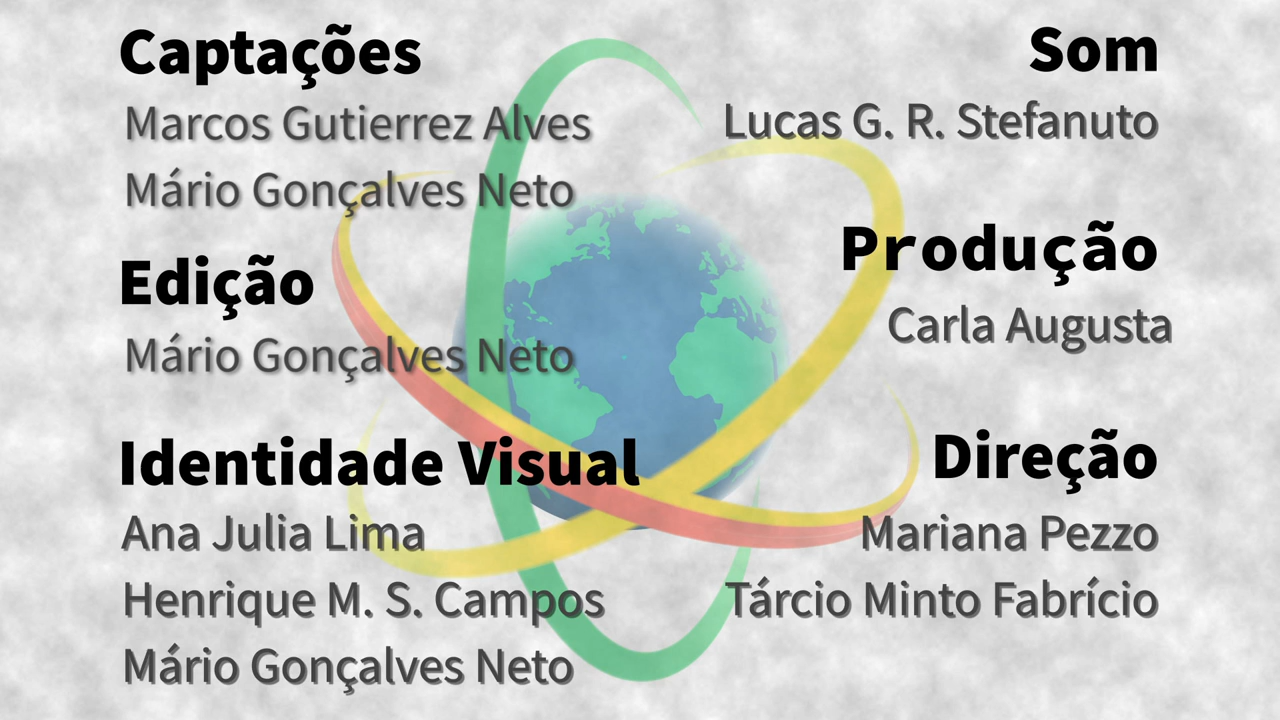 Captações
Marcos Gutierrez Alves
Mário Gonçalves Neto
Edição
Mário Gonçalves Neto
Identidade Visual
Ana Julia Lima
Henrique M. S. Campos
Mário Gonçalves Neto
Som
Lucas G. R. Stefanuto
Produção
Carla Augusta
Direção
Mariana Pezzo
Tárcio Minto Fabrício